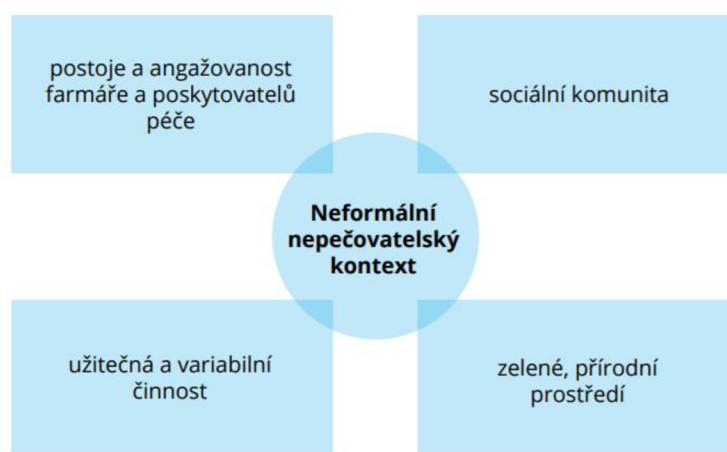 postoje a angažovanost
farmáře a poskytovatelů
péče
sociální komunita
Neformální
nepečovatelský
kontext
užitečná a variabilní
činnost
zelené, přírodní
prostředí